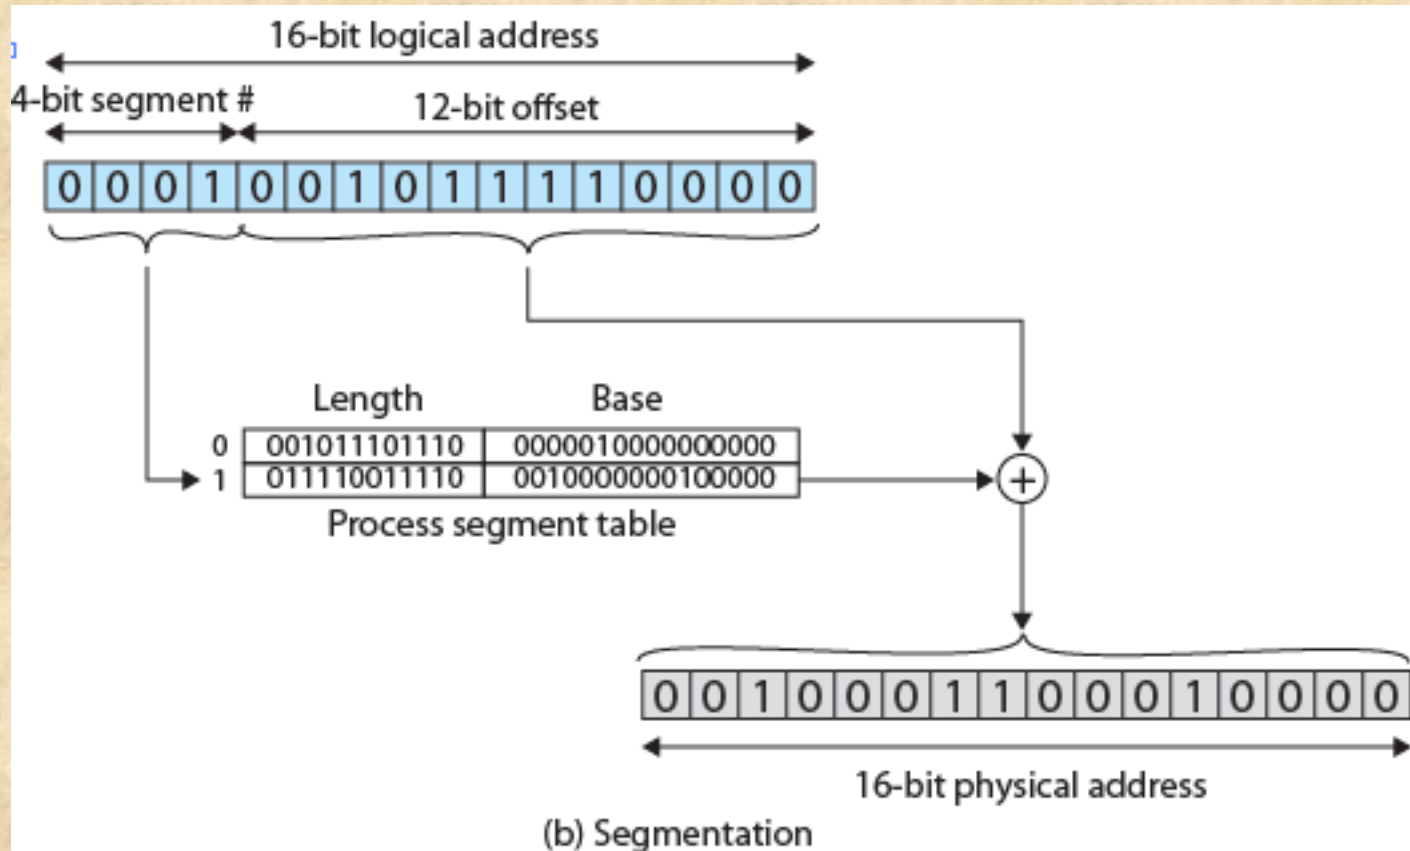 16-bit logical address
4-bit segment #
12-bit offset
0 0 0 1 0 0 1 0 1 1 1 1 0 0 0 0
Length Base
0 001011101110 0000010000000000
1 011110011110 0010000000100000
Process segment table
+
0 0 1 0 0 0 1 1 0 0 0 1 0 0 0 0
16-bit physical address
(b) Segmentation